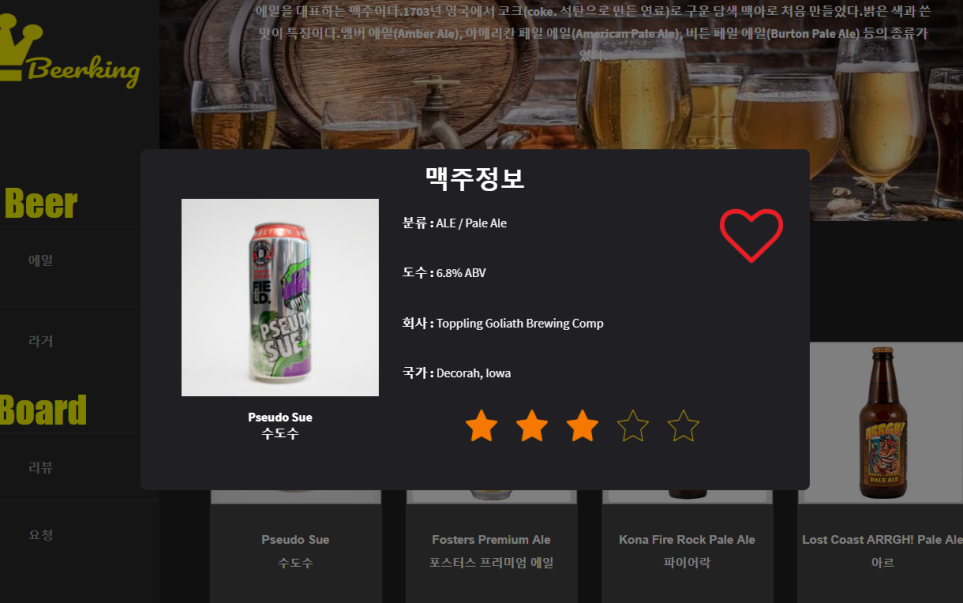 에일을 대표하는 맥주이다.1703년 영국에서 코크(coke. 석탄으로 만든 연료)로 구운 담색 맥아로 처음 만들었다.밝은 색과 쓴
맛이 특징이다.앰버 에일(Amber Ale), 아메리칸 페일 에일(American Pale Ale), 버튼 페일 에일(Burton Pale Ale) 등의 종류가
있다.
Beerking
Beer
에일
라거
Board
리뷰
요청
맥주정보
분류 : ALE / Pale Ale
도수 : 6.8% ABV
회사 : Toppling Goliath Brewing Comp
국가 : Decorah, Iowa
FIE
LD.
PSEUDO
SUE
Pseudo Sue
수도수
ARRGH!
PALE ALE
Pseudo Sue
수도수
Fosters Premium Ale
포스터스 프리미엄 에일
Kona Fire Rock Pale Ale
파이어락
Lost Coast ARRGH! Pale Ale
아르